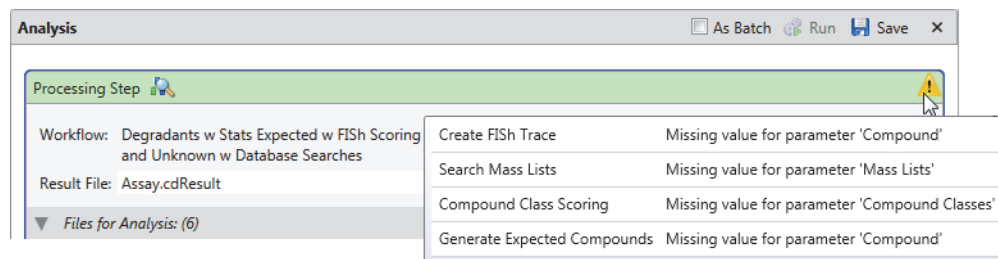 Analysis
As Batch Run Save
Processing Step
Workflow: Degradants w Stats Expected w FISh Scoring
and Unknown w Database Searches
Result File: Assay.cdResult
Files for Analysis: (6)
Create FISh Trace Missing value for parameter 'Compound'
Search Mass Lists Missing value for parameter 'Mass Lists'
Compound Class Scoring Missing value for parameter 'Compound Classes'
Generate Expected Compounds Missing value for parameter 'Compound'